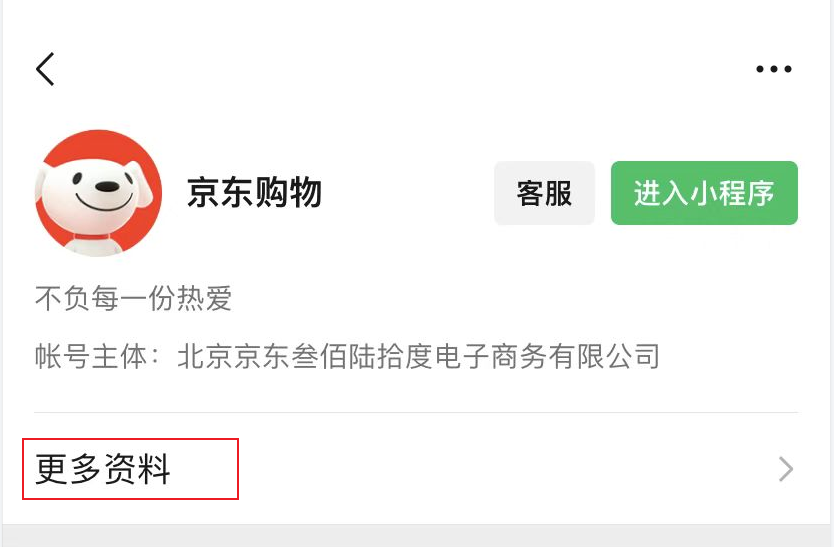 京东购物
客服
进入小程序
不负每一份热爱
帐号主体：北京京东叁佰陆拾度电子商务有限公司
更多资料